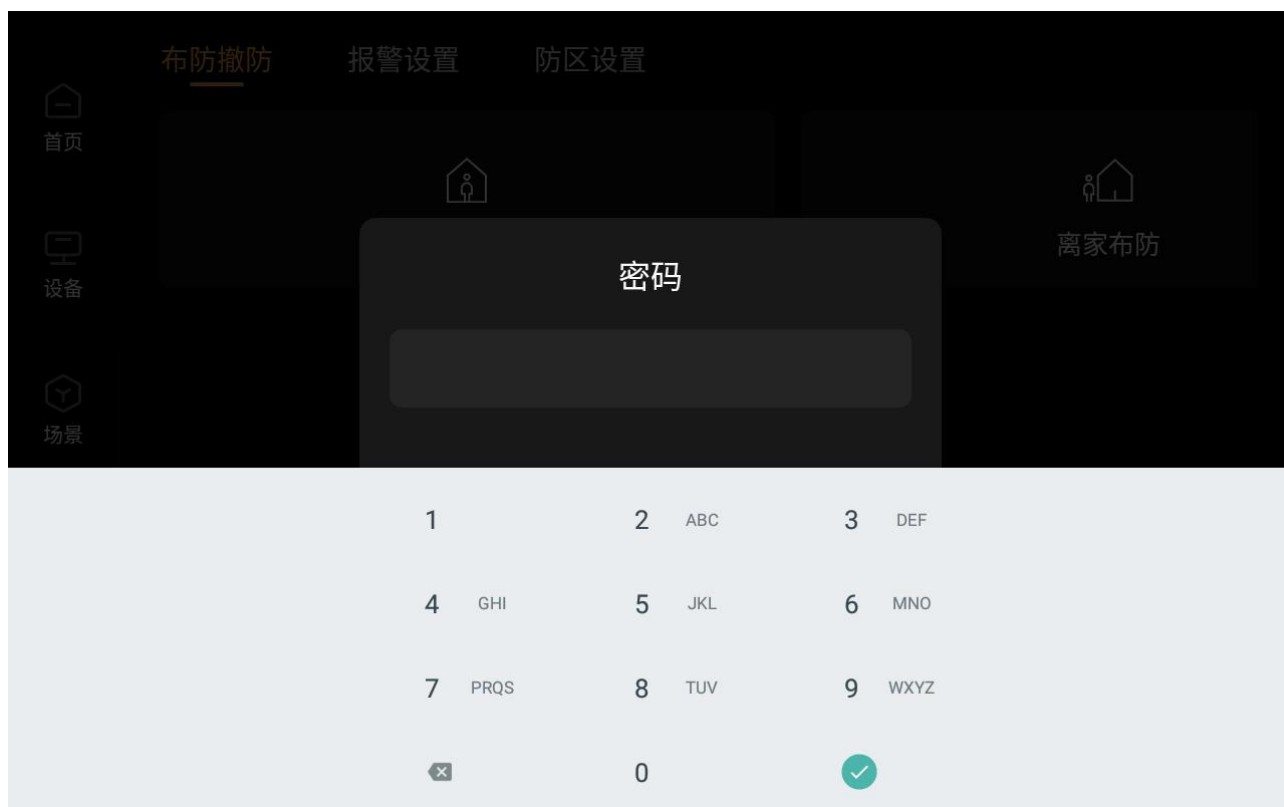 布防撤防 报警设置 防区设置
首页
离家布防
密码
设备
场景
1 2 ABC 3 DEF
4 GHI 5 JKL 6 MNO
7 PRQS 8 TUV 9 WXYZ
0